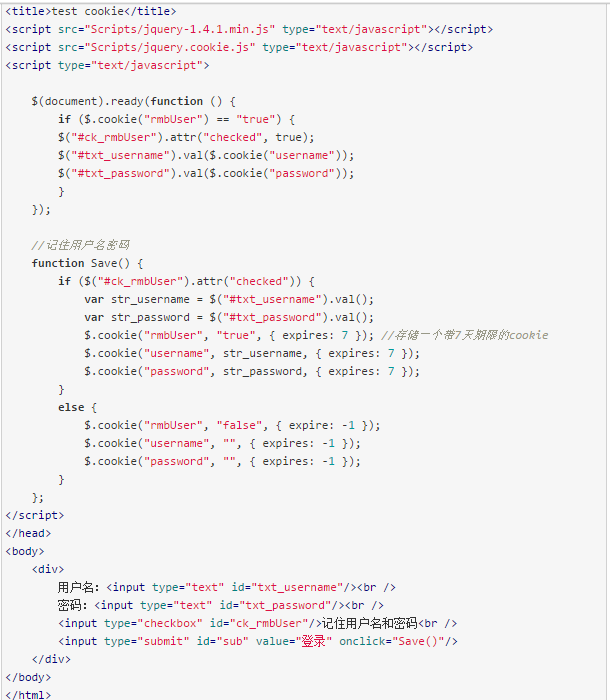 <title>test cookie</title>
<script src="Scripts/jquery-1.4.1.min.js" type="text/javascript"></script>
<script src="Scripts/jquery.cookie.js" type="text/javascript"></script>
<script type="text/javascript">
$(document).ready(function () {
if ($.cookie("rmbUser") == "true") {
$("#ck_rmbUser").attr("checked", true);
$("#txt_username").val($.cookie("username"));
$("#txt_password").val($.cookie("password"));
}
});
//记住用户名密码
function Save() {
if ($("#ck_rmbUser").attr("checked")) {
var str_username = $("#txt_username").val();
var str_password = $("#txt_password").val();
$.cookie("rmbUser", "true", { expires: 7 }); //存储一个带7天期限的cookie
$.cookie("username", str_username, { expires: 7 });
$.cookie("password", str_password, { expires: 7 });
}
else {
$.cookie("rmbUser", "false", { expire: -1 });
$.cookie("username", "", { expires: -1 });
$.cookie("password", "", { expires: -1 });
}
};
</script>
</head>
<body>
<div>
用户名：<input type="text" id="txt_username"/><br />
密码：<input type="text" id="txt_password"/><br />
<input type="checkbox" id="ck_rmbUser"/>记住用户名和密码<br />
<input type="submit" id="sub" value="登录" onclick="Save()"/>
</div>
</body>
</html>